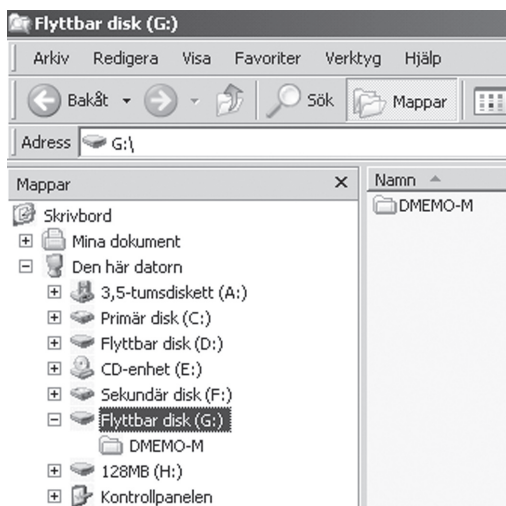 Flyttbar disk (G:)
Arkiv Redigera Visa Favoriter Verktyg Hjälp
Bakåt Sök Mappar
Adress G:\
Mappar
Skrivbord
Mina dokument
Den här datorn
3,5-tumsdiskett (A:)
Primär disk (C:)
Flyttbar disk (D:)
CD-enhet (E:)
Sekundär disk (F:)
Flyttbar disk (G:)
DMEMO-M
128MB (H:)
Kontrollpanelen
Namn
DMEMO-M